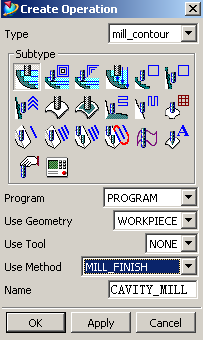 Create Operation
Type mill_contour
Subtype
A
Program PROGRAM
Use Geometry WORKPIECE
Use Tool NONE
Use Method MILL_FINISH
Name CAVITY_MILL
OK Apply Cancel